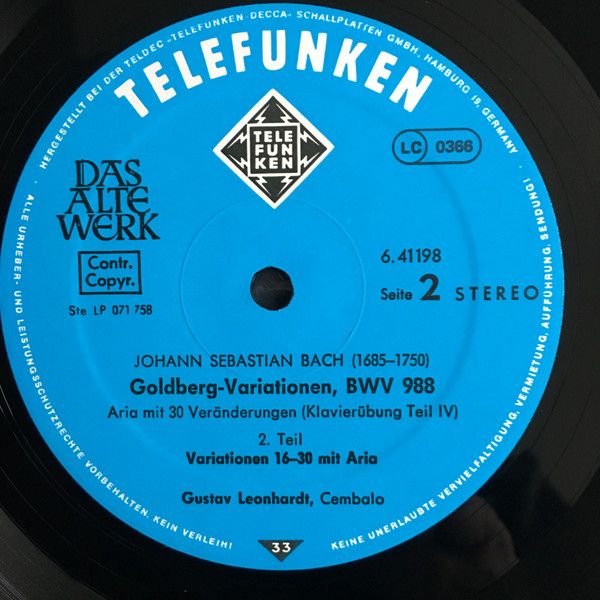 HERGESTELLT BEI DER TELDEC »TELEFUNKEN-DECCA« SCHALLPLATTEN GMBH, HAMBURG 19, GERMANY
TELEFUNKEN
TELE
FUN
KEN
LC 0366
DAS
ALTE
WERK
Contr.
Copyr.
Ste LP 071 758
6.41198
Seite 2 STEREO
JOHANN SEBASTIAN BACH (1685–1750)
Goldberg-Variationen, BWV 988
Aria mit 30 Veränderungen (Klavierübung Teil IV)
2. Teil
Variationen 16–30 mit Aria
Gustav Leonhardt, Cembalo
33
ALLE URHEBER- UND LEISTUNGSSCHUTZRECHTE VORBEHALTEN. KEIN VERLEIH!
KEINE UNERLAUBTE VERVIELFALTIGUNG, VERMIETUNG, AUFFUHRUNG, SENDUNG!